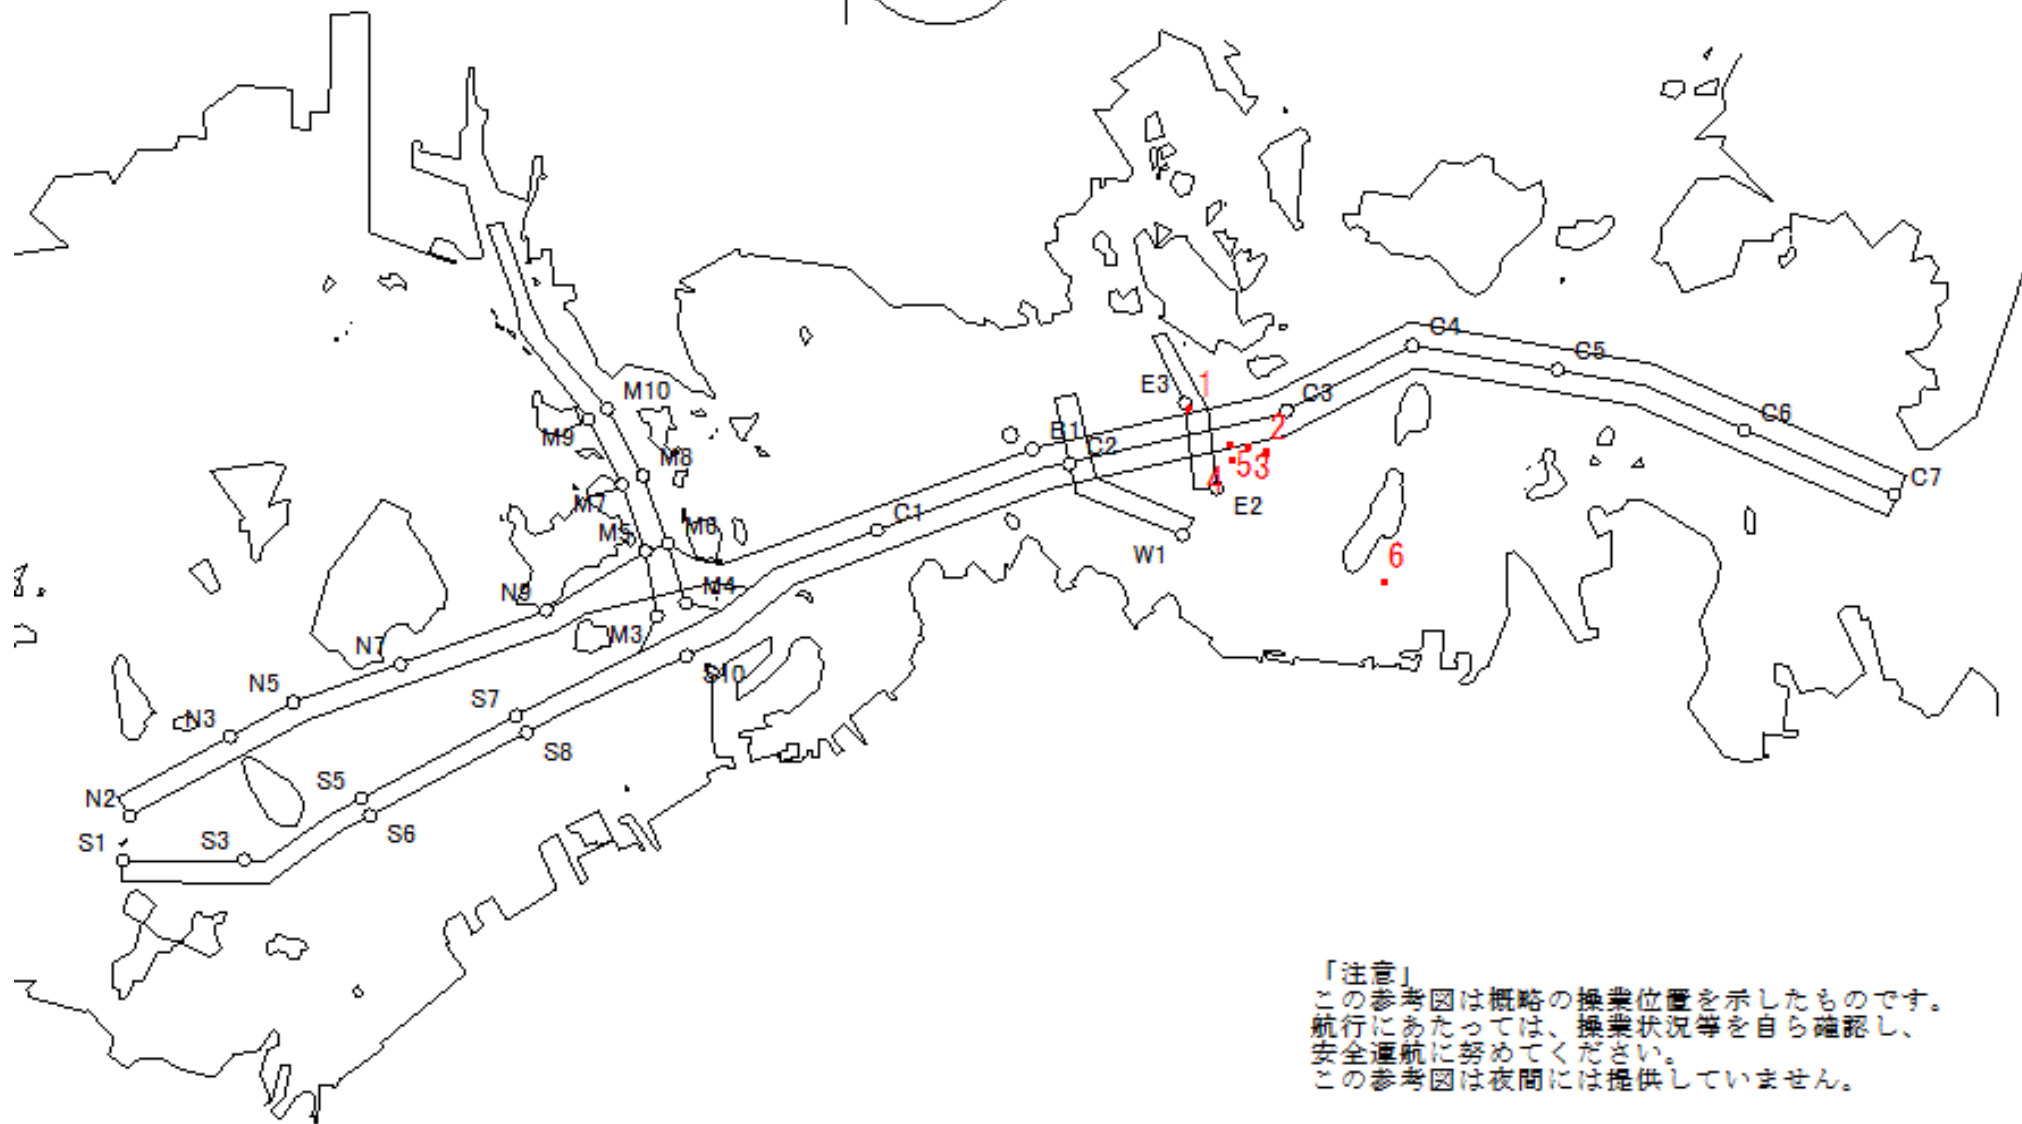 C4
C5
M10
E3
1
C3
C6
M9
B1
2
C2
M8
53
C7
4
M7
E2
C1
M5
M6
W1
6
N9
M4
M3
N7
S10
N5
S7
N3
S8
S5
N2
S6
S1
S3
「注意」
この参考図は概略の操業位置を示したものです。
航行にあたっては、操業状況等を自ら確認し、
安全運航に努めてください。
この参考図は夜間には提供していません。